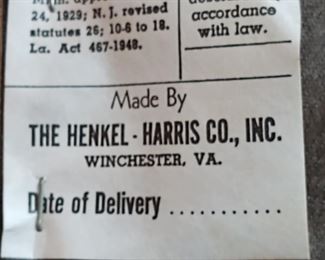 24, 1929; N. J. revised
statutes 26; 10-6 to 18.
La. Act 467-1948.
accordance
with law.
Made By
THE HENKEL - HARRIS CO., INC.
WINCHESTER, VA.
Date of Delivery ..........